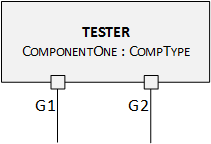 TESTER
COMPONENTONE : COMPTYPE
G1 G2